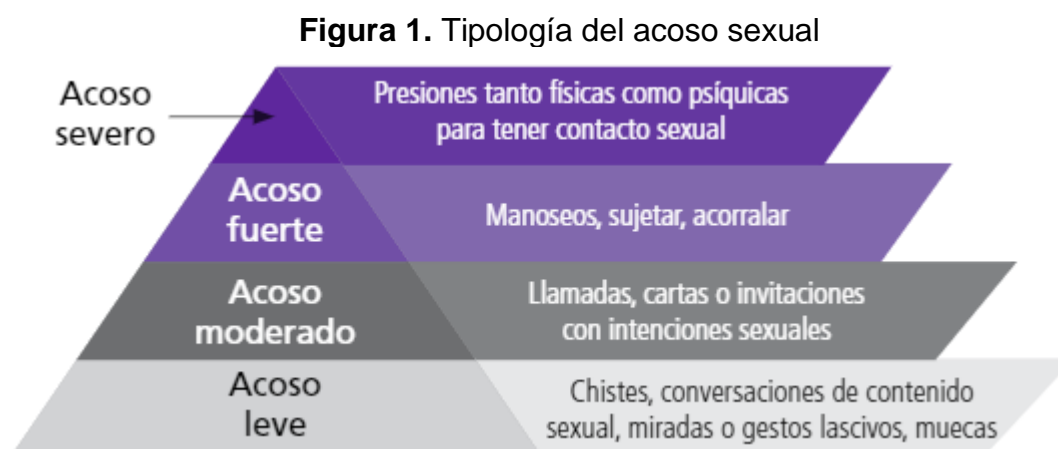 Figura 1. Tipología del acoso sexual
Acoso
severo
Presiones tanto físicas como psíquicas
para tener contacto sexual
Acoso
fuerte
Manoseos, sujetar, acorralar
Acoso
moderado
Llamadas, cartas o invitaciones
con intenciones sexuales
Acoso
leve
Chistes, conversaciones de contenido
sexual, miradas o gestos lascivos, muecas